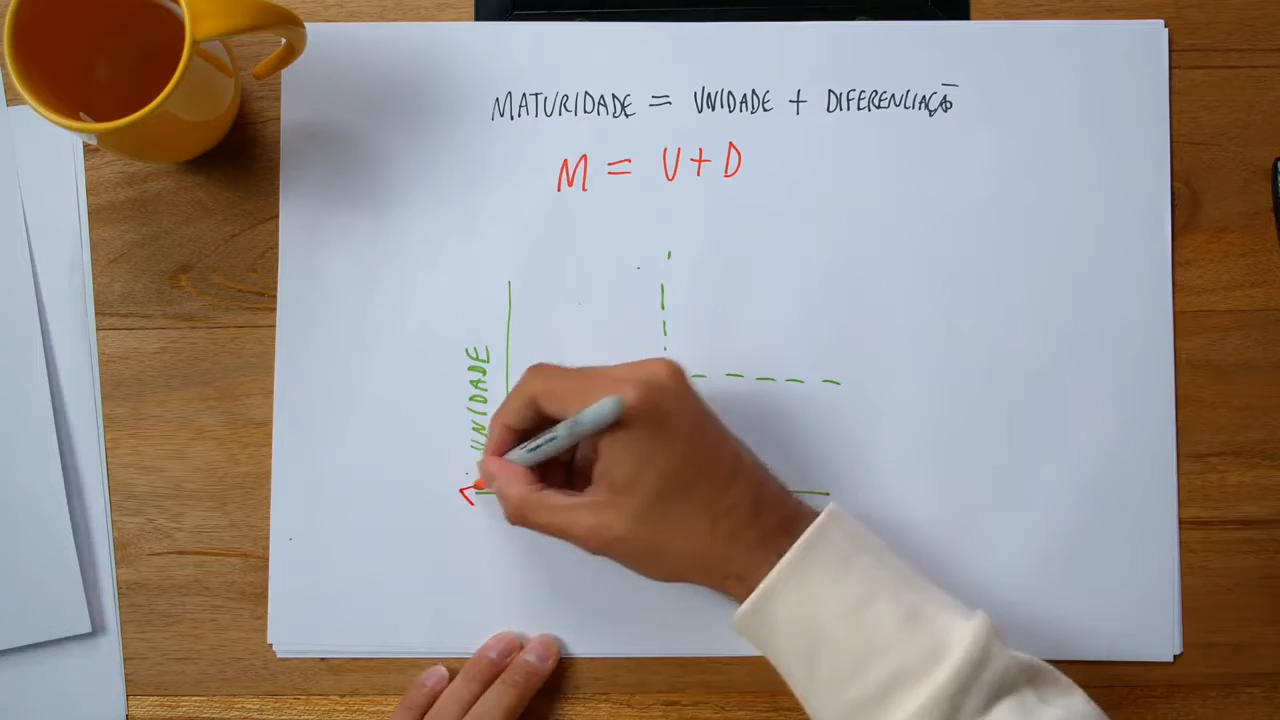 MATURIDADE = UNIDADE + DIFERENCIAÇÃO
M = U + D
UNIDADE